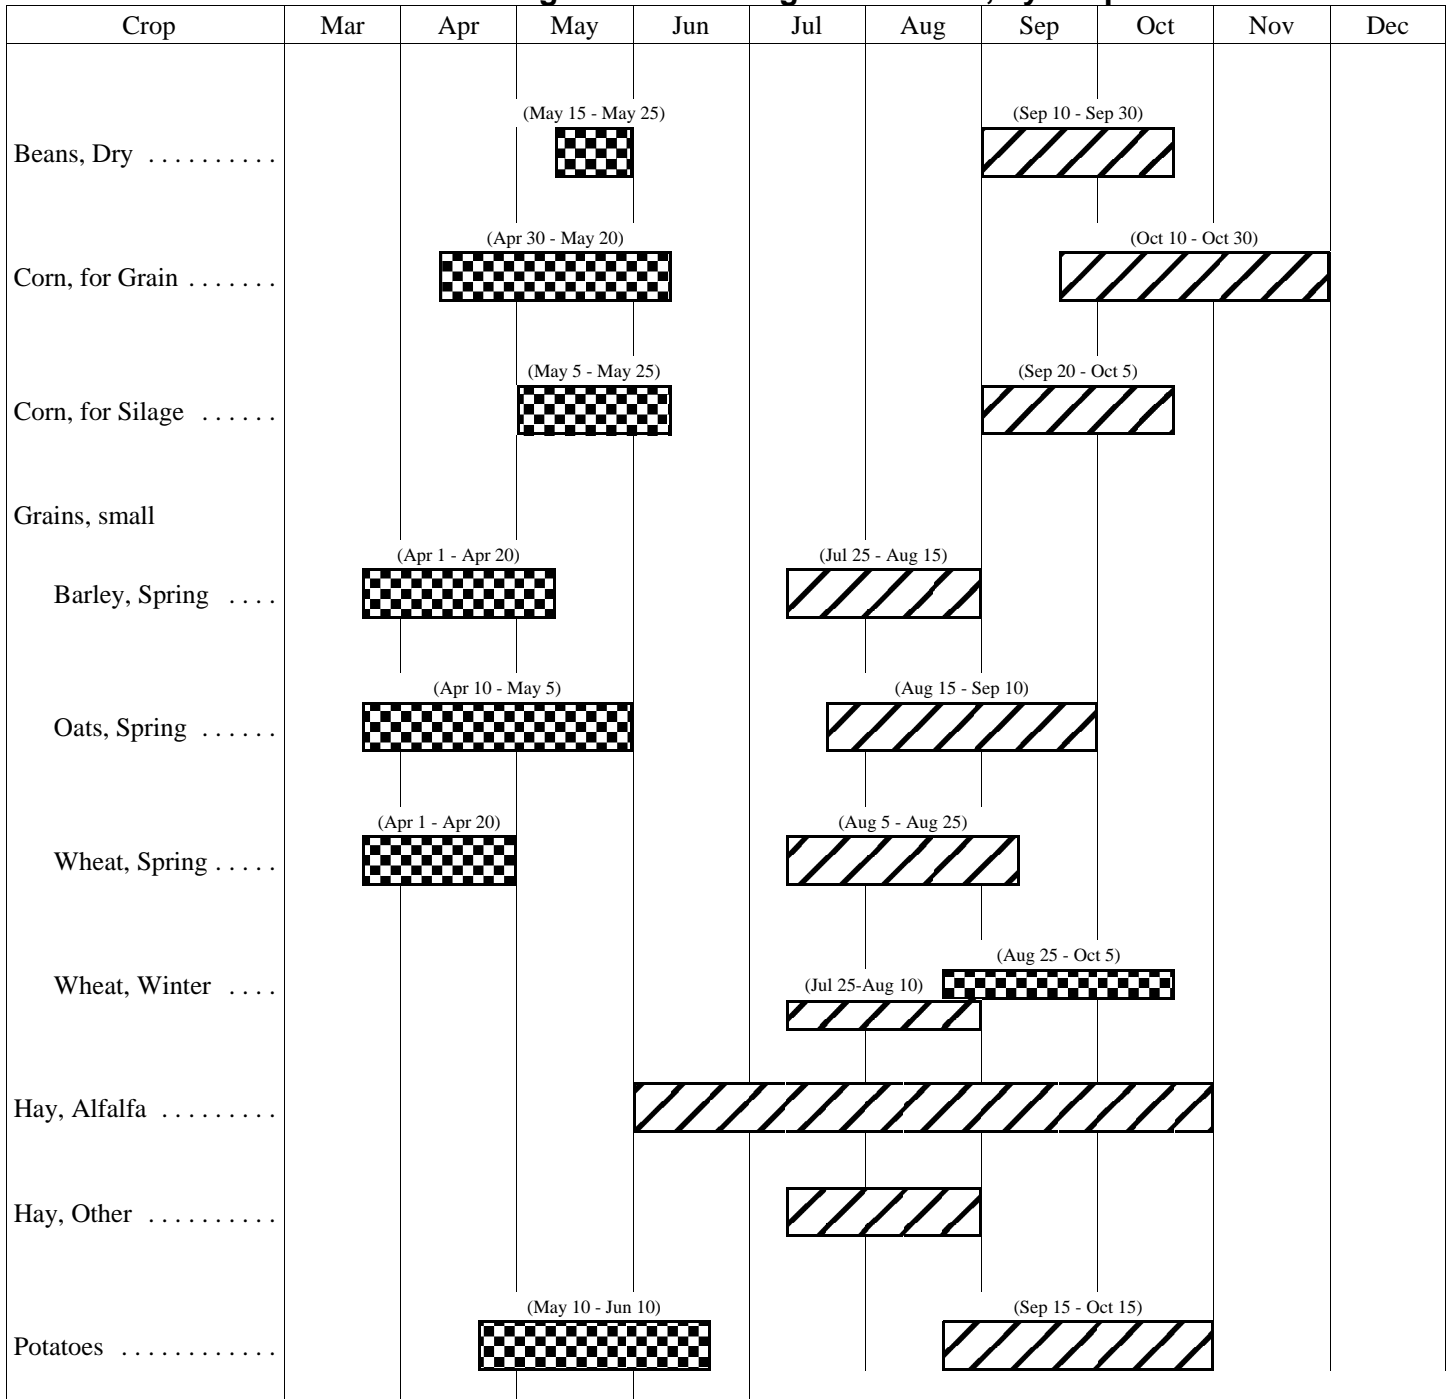 Crop Mar Apr May Jun Jul Aug Sep Oct Nov Dec
(May 15 - May 25) (Sep 10 - Sep 30)
Beans, Dry . . . . . . . . . .
(Apr 30 - May 20) (Oct 10 - Oct 30)
Corn, for Grain . . . . . . .
(May 5 - May 25) (Sep 20 - Oct 5)
Corn, for Silage . . . . . .
Grains, small
(Apr 1 - Apr 20) (Jul 25 - Aug 15)
Barley, Spring . . . .
(Apr 10 - May 5) (Aug 15 - Sep 10)
Oats, Spring . . . . . .
(Apr 1 - Apr 20) (Aug 5 - Aug 25)
Wheat, Spring . . . . .
(Aug 25 - Oct 5)
Wheat, Winter . . . . (Jul 25-Aug 10)
Hay, Alfalfa . . . . . . . . .
Hay, Other . . . . . . . . . .
(May 10 - Jun 10) (Sep 15 - Oct 15)
Potatoes . . . . . . . . . . . .